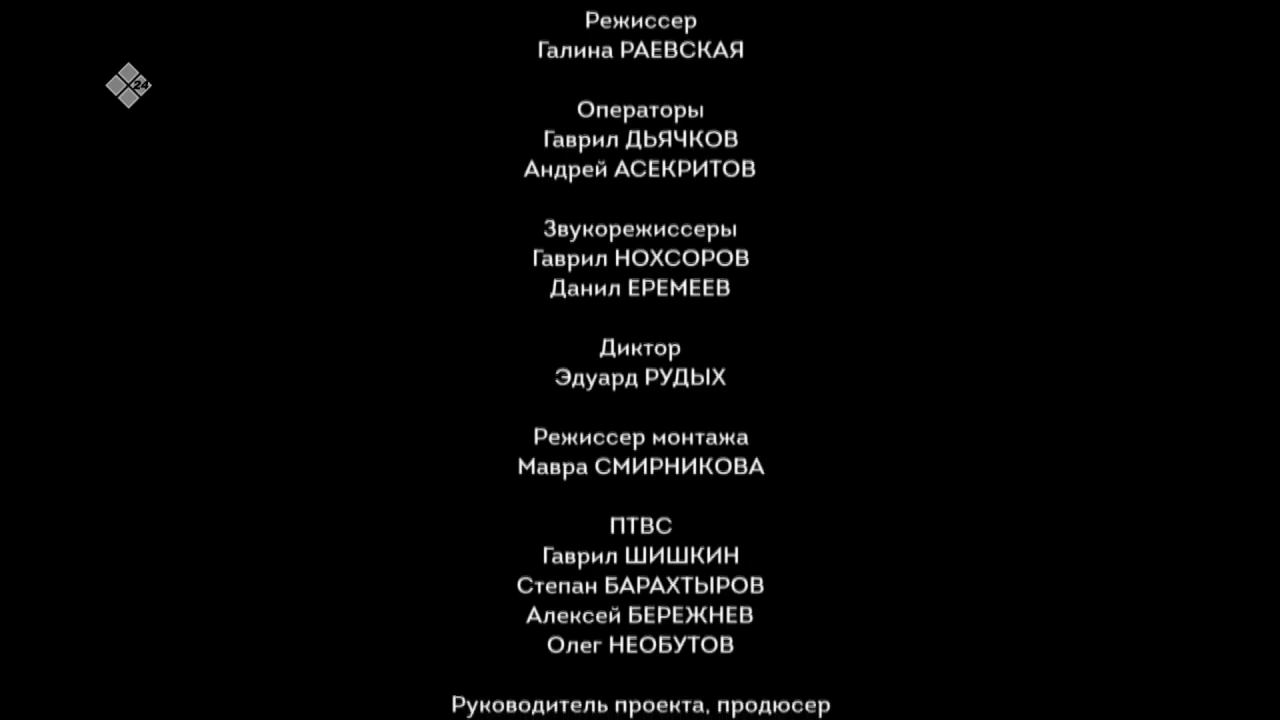 Режиссер
Галина РАЕВСКАЯ
24
Операторы
Гаврил ДЬЯЧКОВ
Андрей АСЕКРИТОВ
Звукорежиссеры
Гаврил НОХСОРОВ
Данил ЕРЕМЕЕВ
Диктор
Эдуард РУДЫХ
Режиссер монтажа
Мавра СМИРНИКОВА
ПТВС
Гаврил ШИШКИН
Степан БАРАХТЫРОВ
Алексей БЕРЕЖНЕВ
Олег НЕОБУТОВ
Руководитель проекта, продюсер